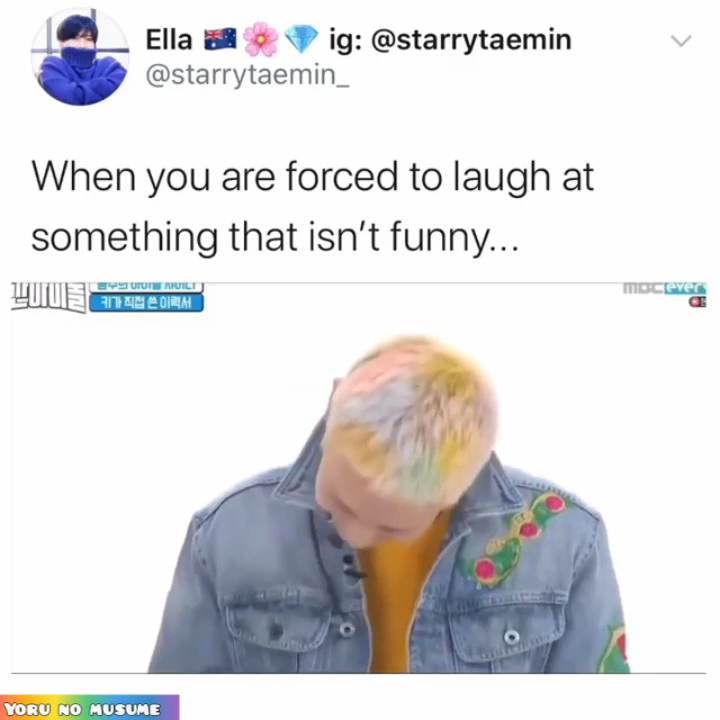 Ella 🇦🇺🌸💎 ig: @starrytaemin
@starrytaemin_
When you are forced to laugh at
something that isn’t funny...
키가 직접 쓴 이력서
YORU NO MUSUME